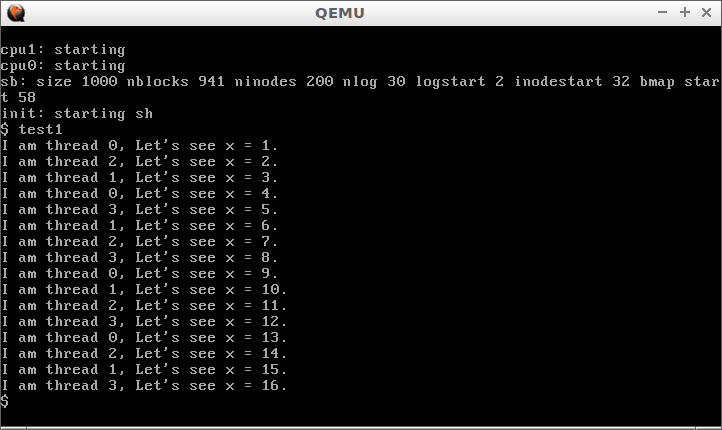 QEMU
cpu1: starting
cpu0: starting
sb: size 1000 nblocks 941 ninodes 200 nlog 30 logstart 2 inodestart 32 bmap star
t 58
init: starting sh
$ test1
I am thread 0, Let's see x = 1.
I am thread 2, Let's see x = 2.
I am thread 1, Let's see x = 3.
I am thread 0, Let's see x = 4.
I am thread 3, Let's see x = 5.
I am thread 1, Let's see x = 6.
I am thread 2, Let's see x = 7.
I am thread 3, Let's see x = 8.
I am thread 0, Let's see x = 9.
I am thread 1, Let's see x = 10.
I am thread 2, Let's see x = 11.
I am thread 3, Let's see x = 12.
I am thread 0, Let's see x = 13.
I am thread 2, Let's see x = 14.
I am thread 1, Let's see x = 15.
I am thread 3, Let's see x = 16.
$